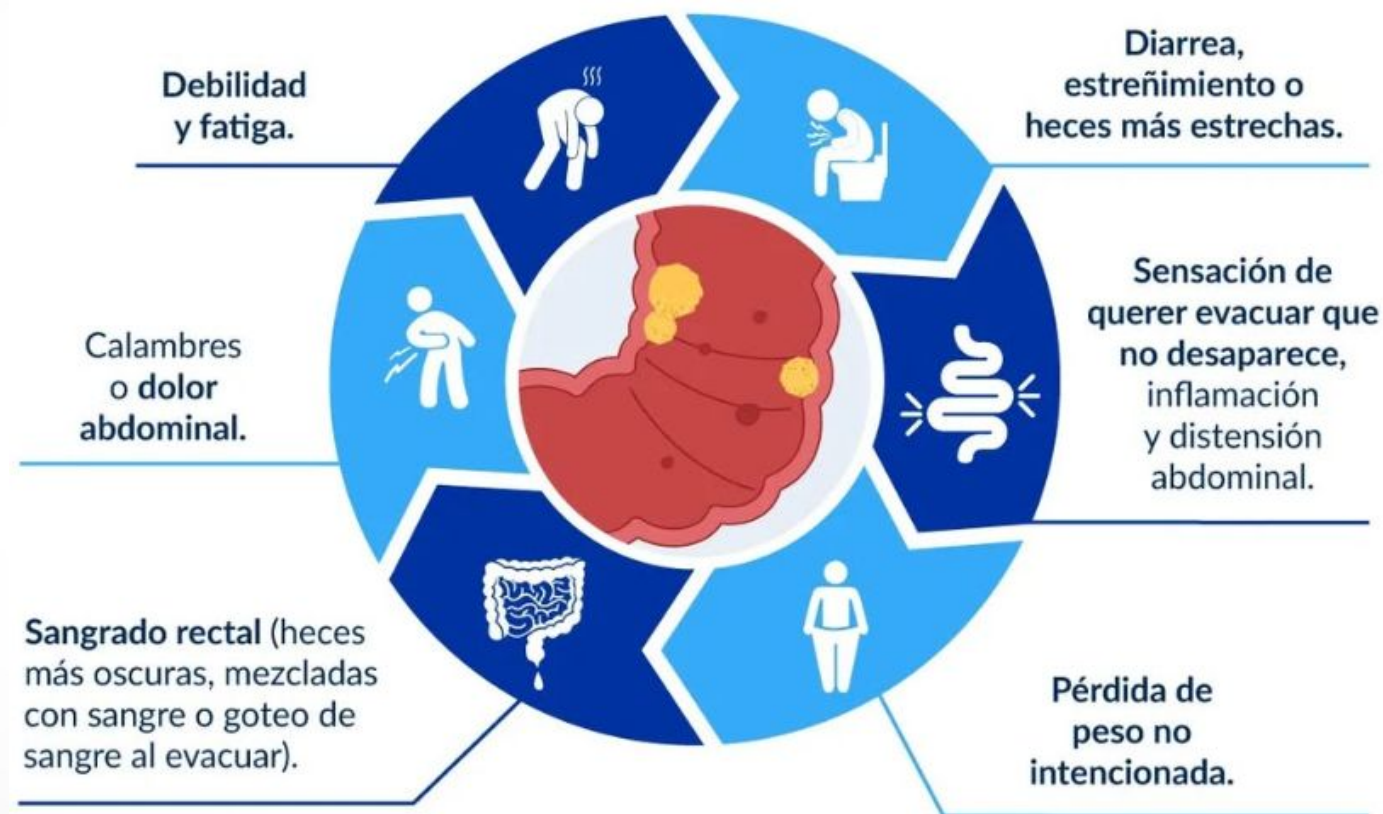 Debilidad
y fatiga.
Diarrea,
estreñimiento o
heces más estrechas.
Sensación de
querer evacuar que
no desaparece,
inflamación
y distensión
abdominal.
Pérdida de
peso no
intencionada.
Sangrado rectal (heces
más oscuras, mezcladas
con sangre o goteo de
sangre al evacuar).
Calambres
o dolor
abdominal.